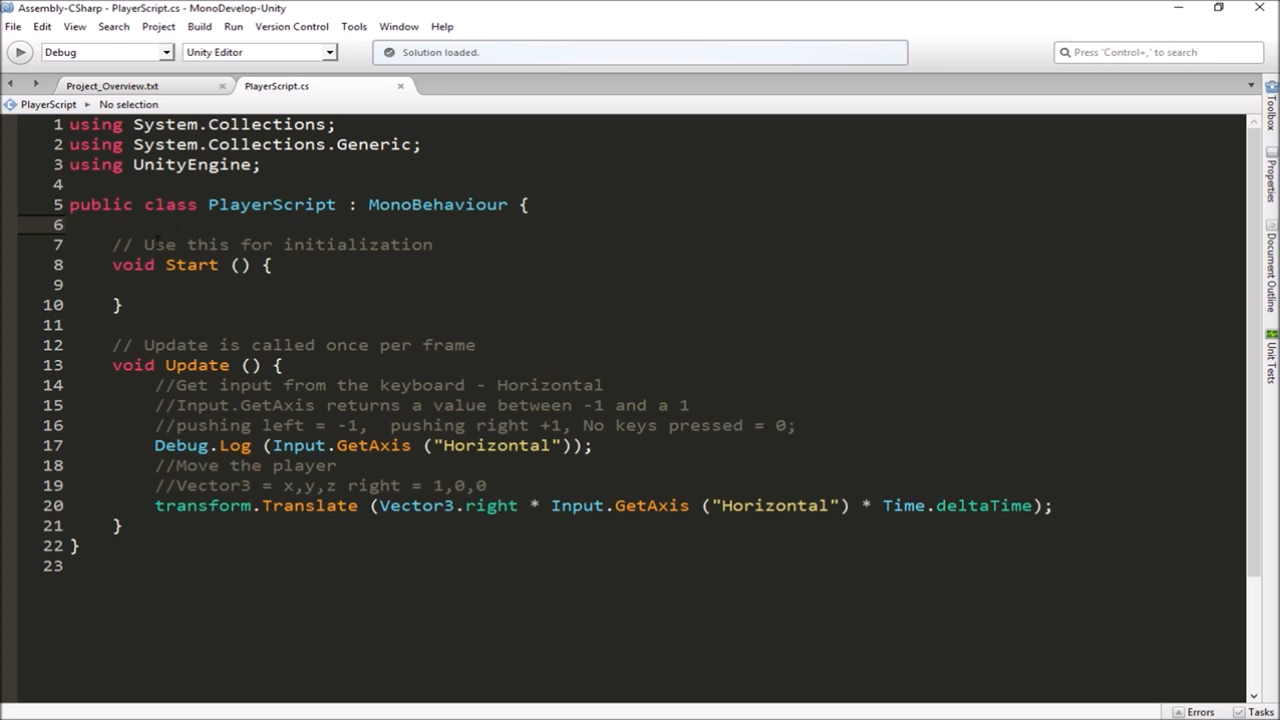 Assembly-CSharp - PlayerScript.cs - MonoDevelop-Unity
File Edit View Search Project Build Run Version Control Tools Window Help
Debug Unity Editor Solution loaded. Press 'Control+,' to search
Project_Overview.txt PlayerScript.cs
PlayerScript No selection
1 using System.Collections;
2 using System.Collections.Generic;
3 using UnityEngine;
4
5 public class PlayerScript : MonoBehaviour {
6
7 // Use this for initialization
8 void Start () {
9
10 }
11
12 // Update is called once per frame
13 void Update () {
14 //Get input from the keyboard - Horizontal
15 //Input.GetAxis returns a value between -1 and a 1
16 //pushing left = -1,  pushing right +1, No keys pressed = 0;
17 Debug.Log (Input.GetAxis ("Horizontal"));
18 //Move the player
19 //Vector3 = x,y,z right = 1,0,0
20 transform.Translate (Vector3.right * Input.GetAxis ("Horizontal") * Time.deltaTime);
21 }
22 }
23
Toolbox
Properties
Document Outline
Unit Tests
Errors Tasks